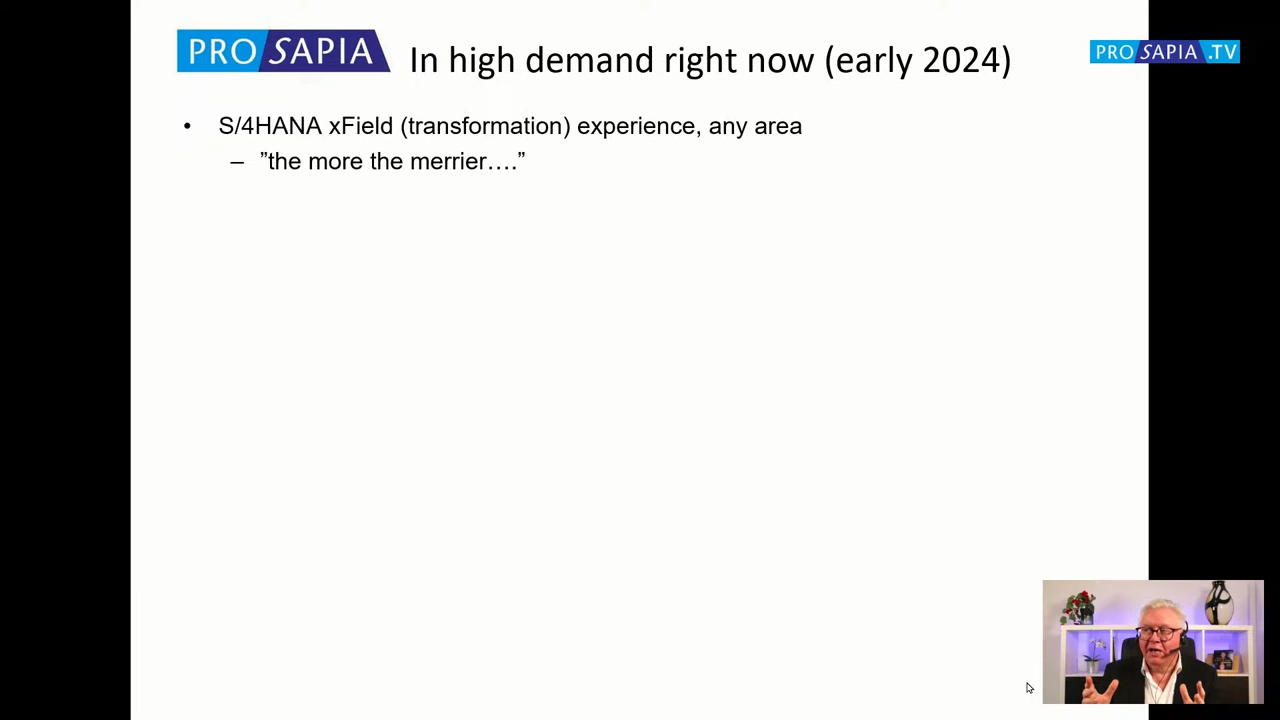 PRO SAPIA
In high demand right now (early 2024)
PRO SAPIA .TV
• S/4HANA xField (transformation) experience, any area
– ”the more the merrier….”